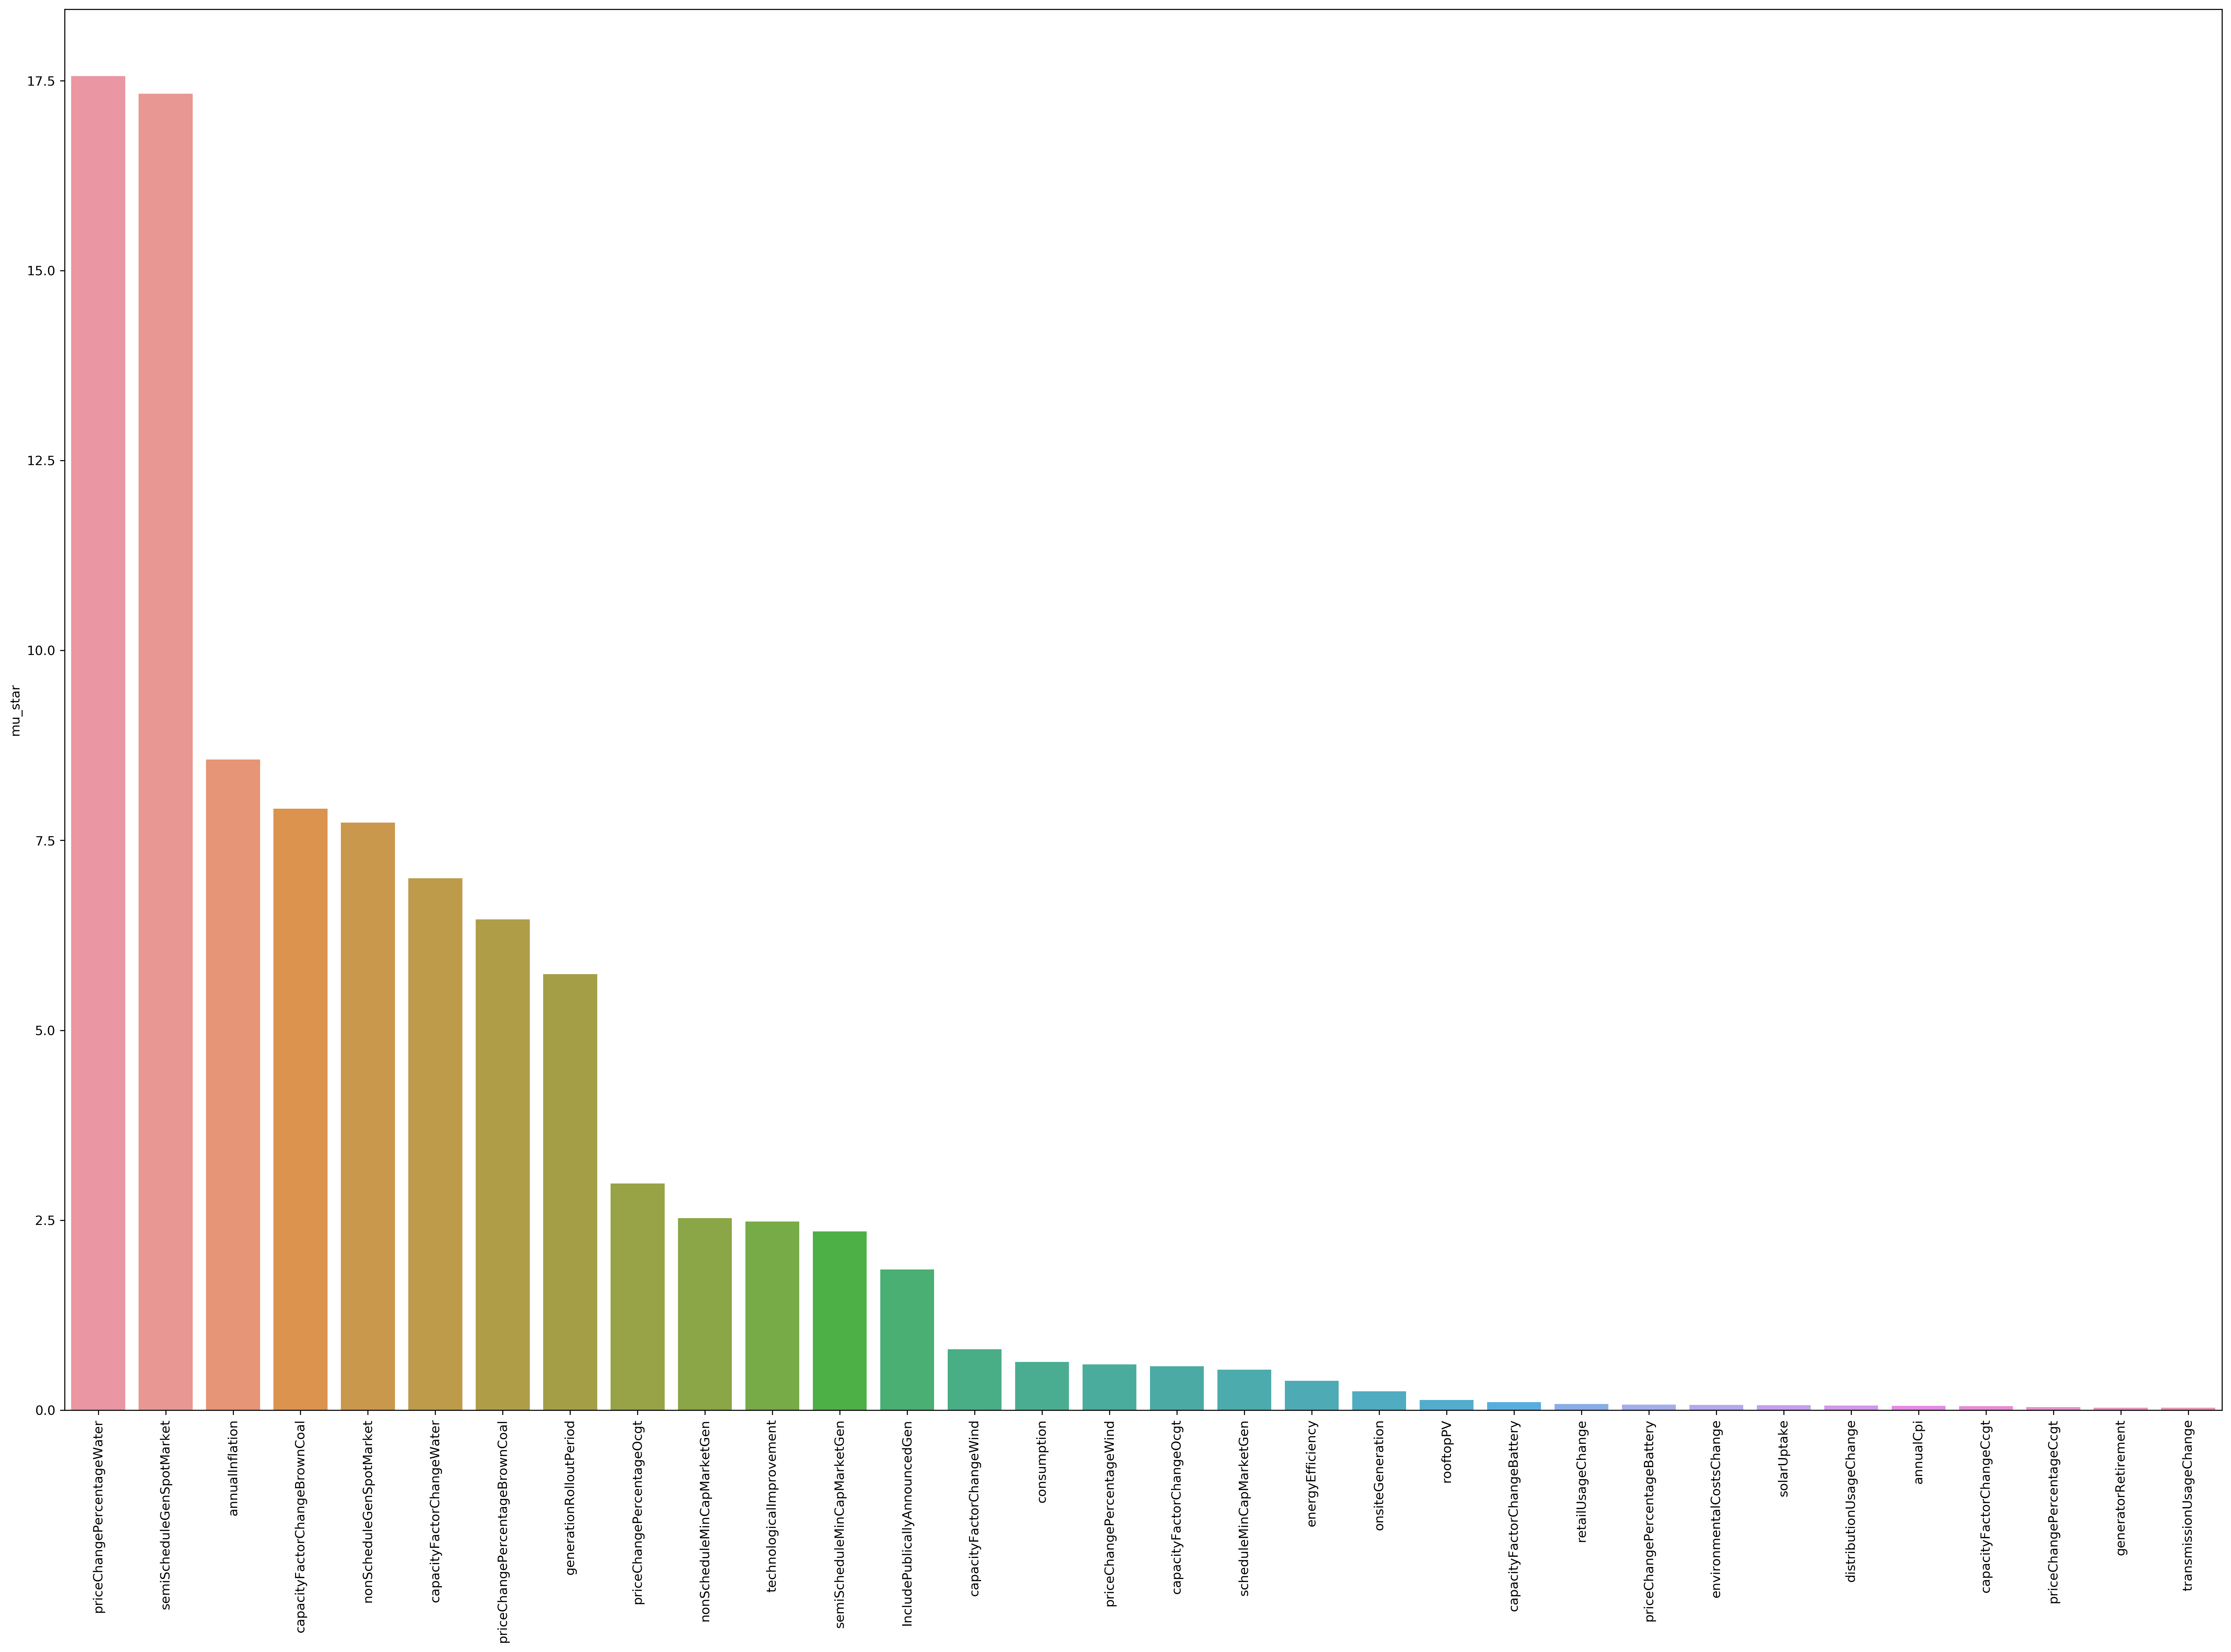 17.5
15.0
12.5
10.0
7.5
5.0
2.5
0.0
mu_star
priceChangePercentageWater
semiScheduleGenSpotMarket
annualInflation
capacityFactorChangeBrownCoal
nonScheduleGenSpotMarket
capacityFactorChangeWater
priceChangePercentageBrownCoal
generationRolloutPeriod
priceChangePercentageOcgt
nonScheduleMinCapMarketGen
technologicalImprovement
semiScheduleMinCapMarketGen
IncludePublicallyAnnouncedGen
capacityFactorChangeWind
consumption
priceChangePercentageWind
capacityFactorChangeOcgt
scheduleMinCapMarketGen
energyEfficiency
onsiteGeneration
rooftopPV
capacityFactorChangeBattery
retailUsageChange
priceChangePercentageBattery
environmentalCostsChange
solarUptake
distributionUsageChange
annualCpi
capacityFactorChangeCcgt
priceChangePercentageCcgt
generatorRetirement
transmissionUsageChange